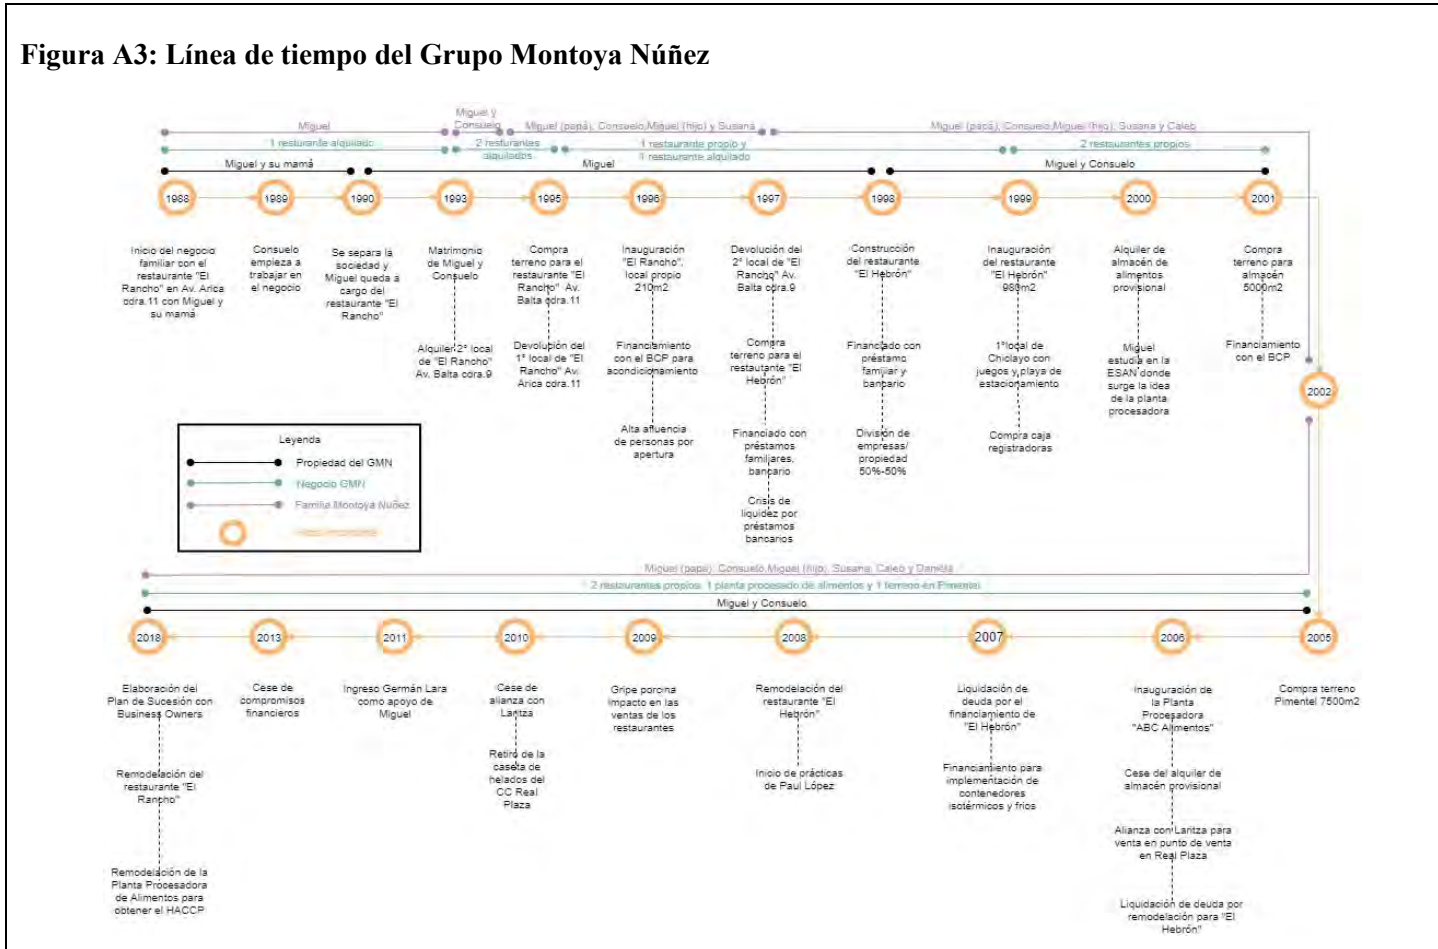 Figura A3: Línea de tiempo del Grupo Montoya Núñez
Miguel
Miguel y
Consuelo
Miguel (papá), Consuelo,Miguel (hijo) y Susana
Miguel (papá), Consuelo,Miguel (hijo), Susana y Caleb
1 resturante alquilado
2 resturantes
alquilados
1 restaurante propio y
1 restaurante alquilado
2 restaurantes propios
Miguel y su mamá
Miguel
Miguel y Consuelo
1988
1989
1990
1993
1995
1996
1997
1998
1999
2000
2001
Inicio del negocio
familiar con el
restaurante "El
Rancho" en Av. Arica
cdra.11 con Miguel y
su mamá
Consuelo
empieza a
trabajar en
el negocio
Se separa la
sociedad y
Miguel queda a
cargo del
restaurante "El
Rancho"
Matrimonio
de Miguel y
Consuelo
Alquiler 2° local
de "El Rancho"
Av. Balta cdra.9
Compra
terreno para el
restaurante "El
Rancho" Av.
Balta cdra.11
Devolución del
1° local de "El
Rancho" Av.
Arica cdra.11
Inauguración
"El Rancho",
local propio
210m2
Financiamiento
con el BCP para
acondicionamiento
Alta afluencia
de personas por
apertura
Devolución del
2° local de "El
Rancho" Av.
Balta cdra.9
Compra
terreno para el
restautante "El
Hebrón"
Financiado con
préstamos
familiares,
bancario
Crisis de
liquidez por
préstamos
bancarios
Construcción
del restaurante
"El Hebrón"
Financiado con
préstamo
familiar y
bancario
División de
empresas/
propiedad
50%-50%
Inauguración
del restaurante
"El Hebrón"
980m2
1°local de
Chiclayo con
juegos y playa de
estacionamiento
Compra caja
registradoras
Alquiler de
almacén de
alimentos
provisional
Miguel
estudia en la
ESAN donde
surge la idea
de la planta
procesadora
Compra
terreno para
almacén
5000m2
Financiamiento
con el BCP
2002
Leyenda
Propiedad del GMN
Negocio GMN
Familia Montoya Nuñez
Miguel (papá), Consuelo,Miguel (hijo), Susana, Caleb y Daniela
2 restaurantes propios, 1 planta procesado de alimentos y 1 terreno en Pimentel
Miguel y Consuelo
2018
2013
2011
2010
2009
2008
2007
2006
2005
Elaboración del
Plan de Sucesión con
Business Owners
Remodelación del
restaurante "El
Rancho"
Remodelación de la
Planta Procesadora
de Alimentos para
obtener el HACCP
Cese de
compromisos
financieros
Ingreso Germán Lara
como apoyo de
Miguel
Cese de
alianza con
Laritza
Retiro de la
caseta de
helados del
CC Real
Plaza
Gripe porcina
impacto en las
ventas de los
restaurantes
Remodelación del
restaurante "El
Hebrón"
Inicio de prácticas
de Paul López
Liquidación de
deuda por el
financiamiento de
"El Hebrón"
Financiamiento para
implementación de
contenedores
isotérmicos y fríos
Inauguración de
la Planta
Procesadora
"ABC Alimentos"
Cese del alquiler de
almacén provisional
Alianza con Laritza para
venta en punto de venta
en Real Plaza
Liquidación de deuda por
remodelación para "El
Hebrón"
Compra terreno
Pimentel 7500m2